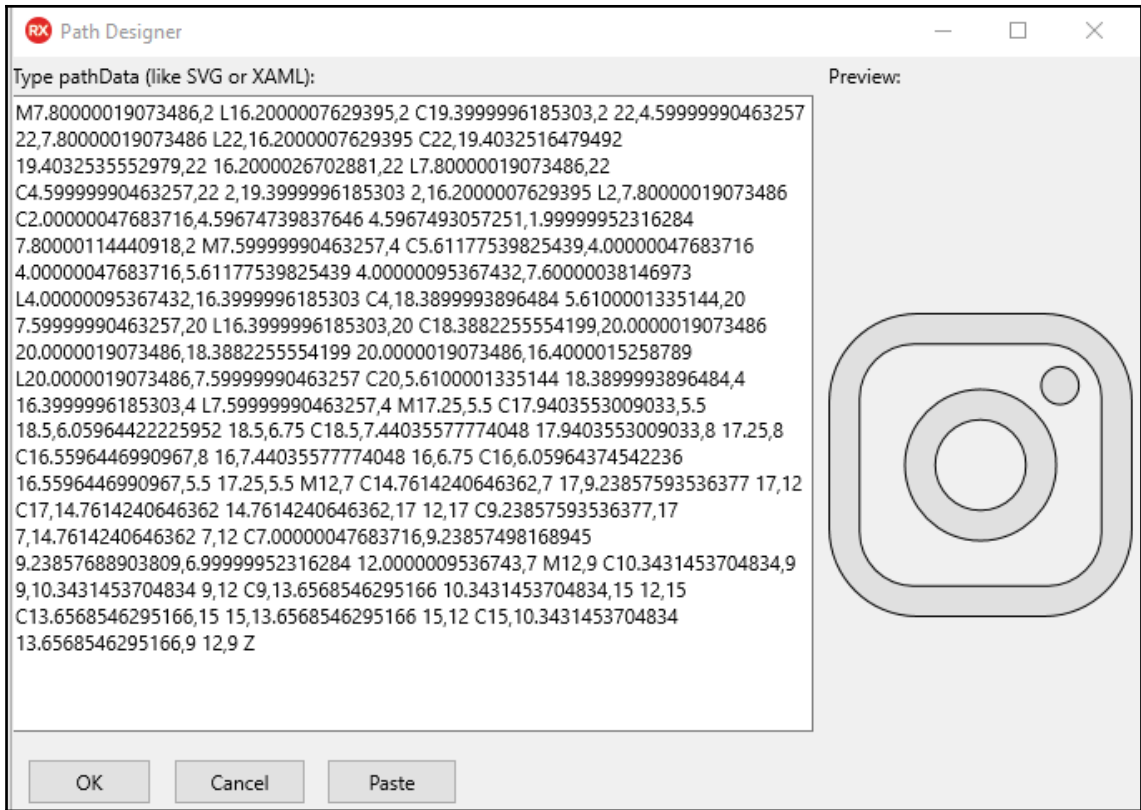 RX Path Designer
Type pathData (like SVG or XAML):
Preview:
M7.80000019073486,2 L16.2000007629395,2 C19.3999996185303,2 22,4.59999990463257
22,7.80000019073486 L22,16.2000007629395 C22,19.4032516479492
19.4032535552979,22 16.2000026702881,22 L7.80000019073486,22
C4.59999990463257,22 2,19.3999996185303 2,16.2000007629395 L2,7.80000019073486
C2.00000047683716,4.59674739837646 4.5967493057251,1.99999952316284
7.80000114440918,2 M7.59999990463257,4 C5.61177539825439,4.00000047683716
4.00000047683716,5.61177539825439 4.00000095367432,7.60000038146973
L4.00000095367432,16.3999996185303 C4,18.3899993896484 5.6100001335144,20
7.59999990463257,20 L16.3999996185303,20 C18.3882255554199,20.0000019073486
20.0000019073486,18.3882255554199 20.0000019073486,16.4000015258789
L20.0000019073486,7.59999990463257 C20,5.6100001335144 18.3899993896484,4
16.3999996185303,4 L7.59999990463257,4 M17.25,5.5 C17.9403553009033,5.5
18.5,6.05964422225952 18.5,6.75 C18.5,7.44035577774048 17.9403553009033,8 17.25,8
C16.5596446990967,8 16,7.44035577774048 16,6.75 C16,6.05964374542236
16.5596446990967,5.5 17.25,5.5 M12,7 C14.7614240646362,7 17,9.23857593536377 17,12
C17,14.7614240646362 14.7614240646362,17 12,17 C9.23857593536377,17
7,14.7614240646362 7,12 C7.00000047683716,9.23857498168945
9.23857688903809,6.99999952316284 12.0000009536743,7 M12,9 C10.3431453704834,9
9,10.3431453704834 9,12 C9,13.6568546295166 10.3431453704834,15 12,15
C13.6568546295166,15 15,13.6568546295166 15,12 C15,10.3431453704834
13.6568546295166,9 12,9 Z
OK Cancel Paste